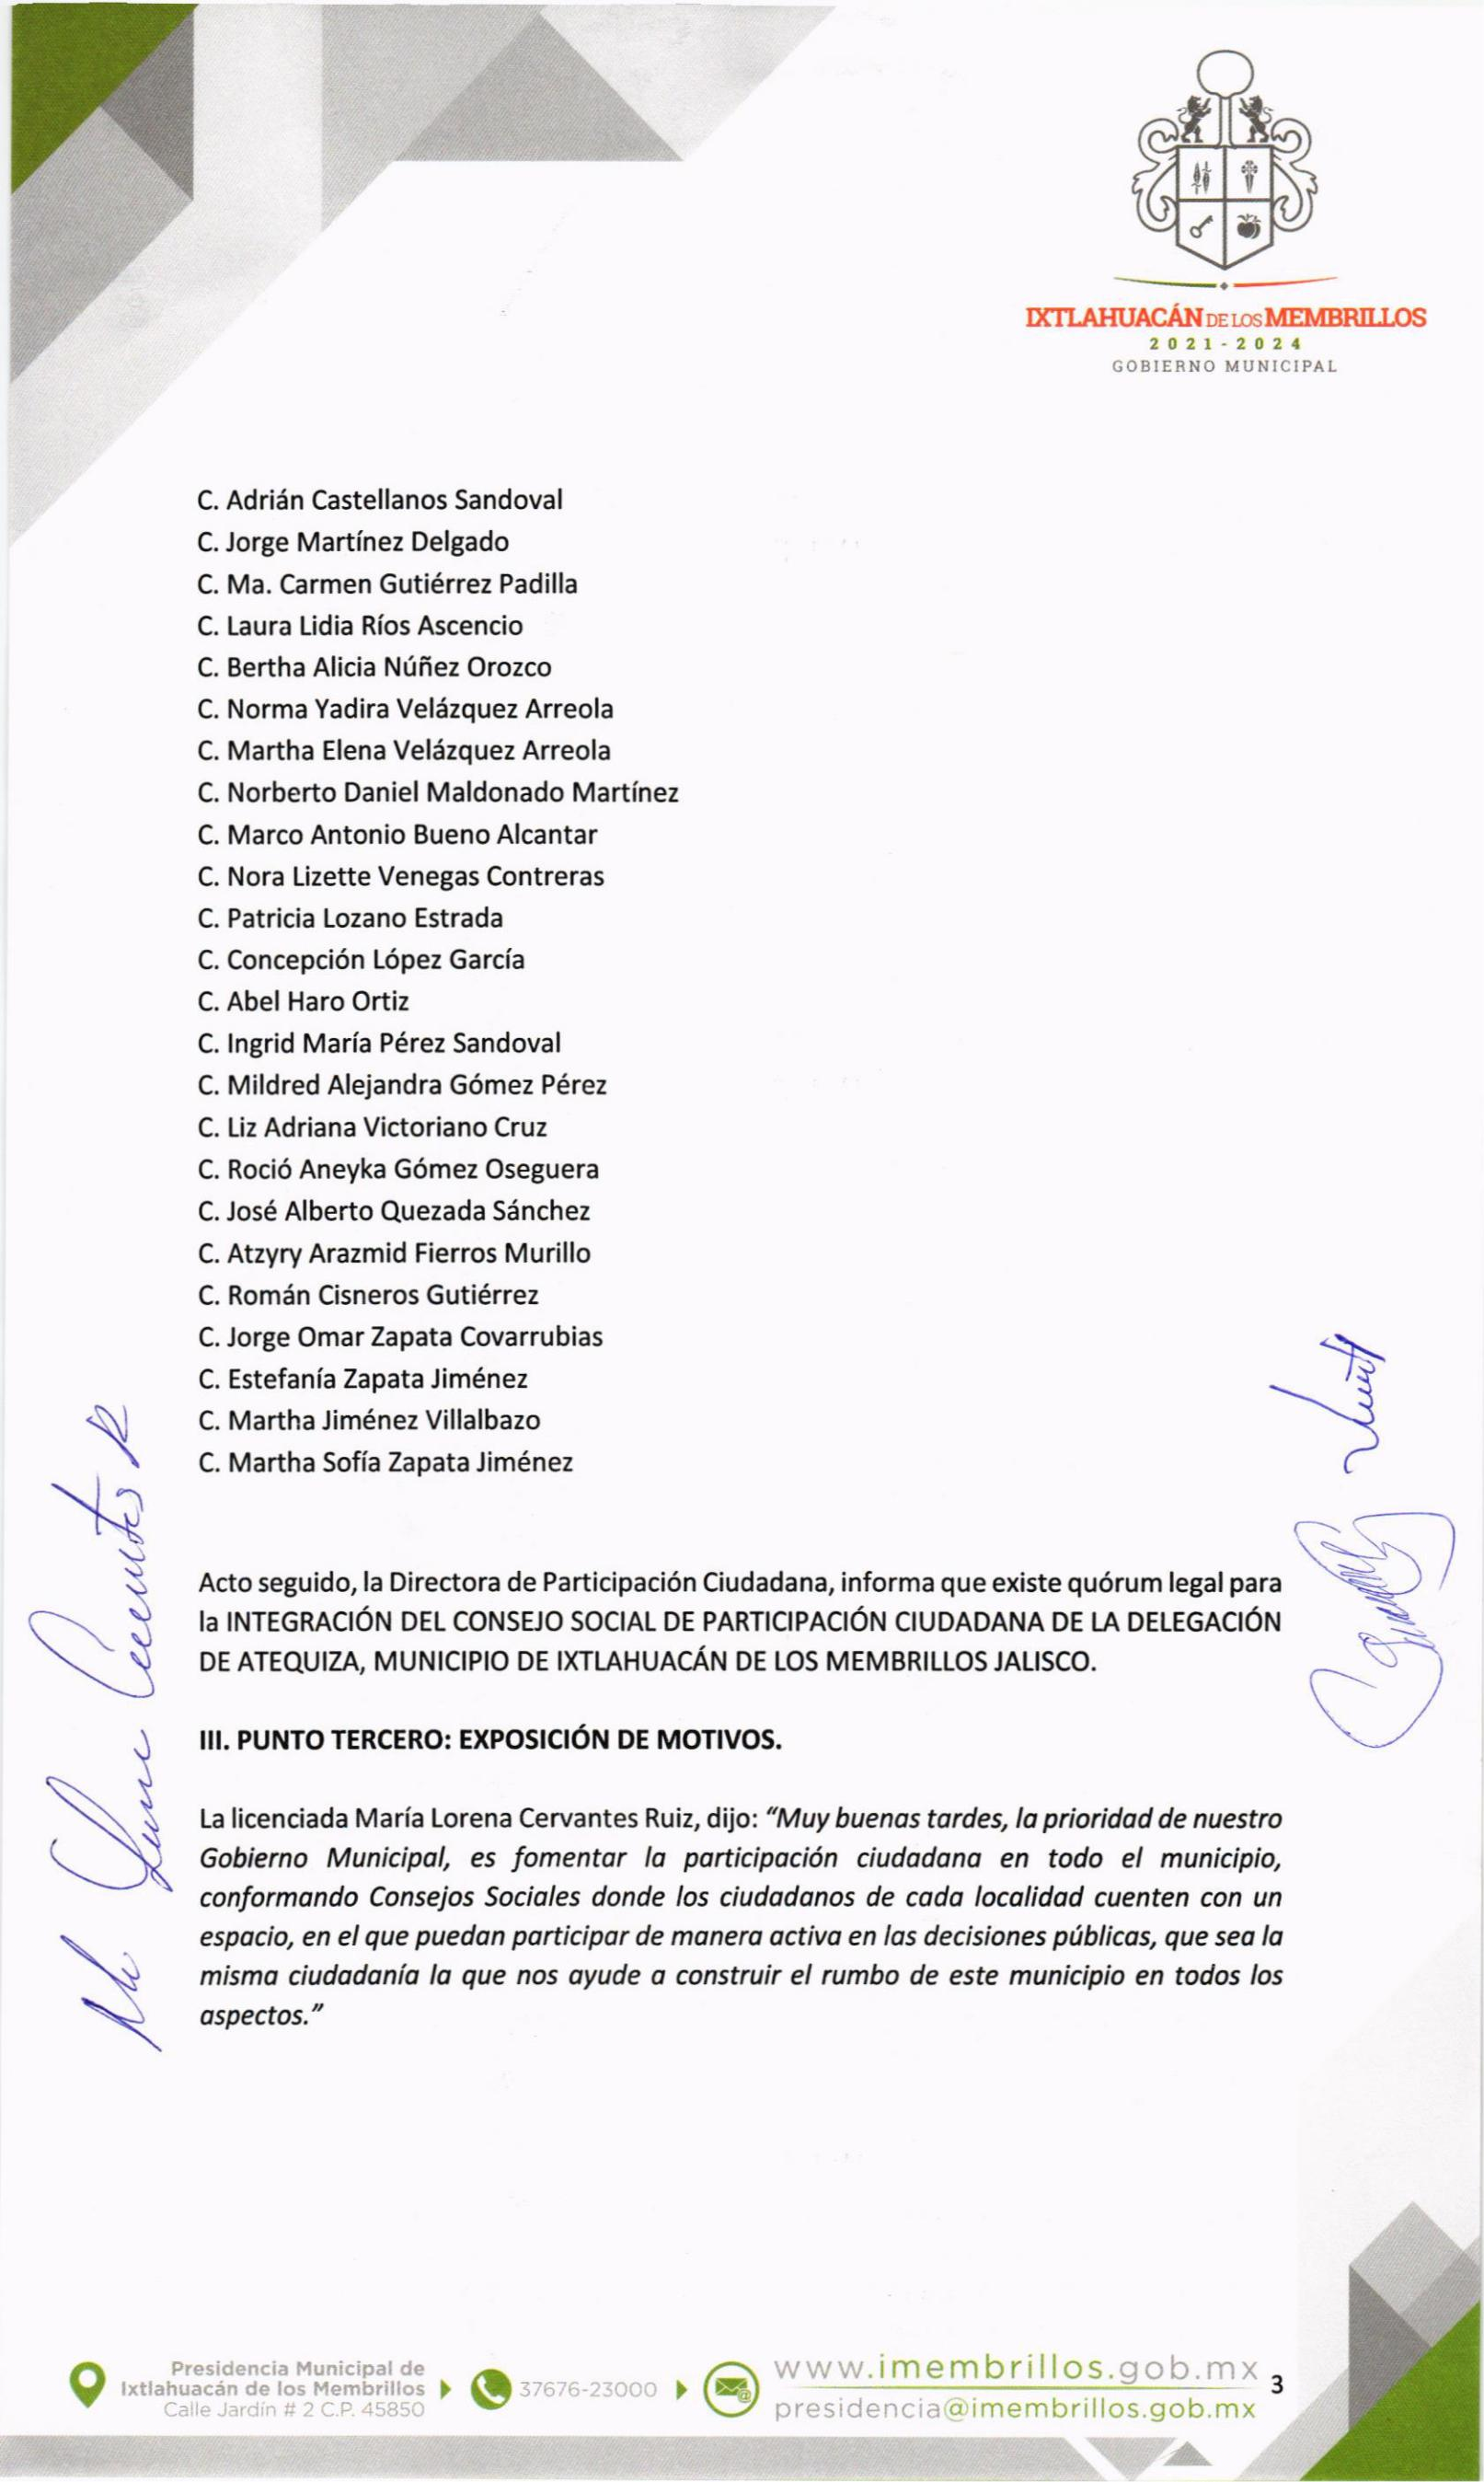 IXTLAHUACÁN DE LOS MEMBRILLOS
2021-2024
GOBIERNO MUNICIPAL
C. Adrián Castellanos Sandoval
C. Jorge Martínez Delgado
C. Ma. Carmen Gutiérrez Padilla
C. Laura Lidia Ríos Ascencio
C. Bertha Alicia Núñez Orozco
C. Norma Yadira Velázquez Arreola
C. Martha Elena Velázquez Arreola
C. Norberto Daniel Maldonado Martínez
C. Marco Antonio Bueno Alcantar
C. Nora Lizette Venegas Contreras
C. Patricia Lozano Estrada
C. Concepción López García
C. Abel Haro Ortiz
C. Ingrid María Pérez Sandoval
C. Mildred Alejandra Gómez Pérez
C. Liz Adriana Victoriano Cruz
C. Roció Aneyka Gómez Oseguera
C. José Alberto Quezada Sánchez
C. Atzyry Arazmid Fierros Murillo
C. Román Cisneros Gutiérrez
C. Jorge Omar Zapata Covarrubias
C. Estefanía Zapata Jiménez
C. Martha Jiménez Villalbazo
C. Martha Sofía Zapata Jiménez
Acto seguido, la Directora de Participación Ciudadana, informa que existe quórum legal para
la INTEGRACIÓN DEL CONSEJO SOCIAL DE PARTICIPACIÓN CIUDADANA DE LA DELEGACIÓN
DE ATEQUIZA, MUNICIPIO DE IXTLAHUACÁN DE LOS MEMBRILLOS JALISCO.
III. PUNTO TERCERO: EXPOSICIÓN DE MOTIVOS.
La licenciada María Lorena Cervantes Ruiz, dijo: “Muy buenas tardes, la prioridad de nuestro
Gobierno Municipal, es fomentar la participación ciudadana en todo el municipio,
conformando Consejos Sociales donde los ciudadanos de cada localidad cuenten con un
espacio, en el que puedan participar de manera activa en las decisiones públicas, que sea la
misma ciudadanía la que nos ayude a construir el rumbo de este municipio en todos los
aspectos.”
Presidencia Municipal de
Ixtlahuacán de los Membrillos
Calle Jardín # 2 C.P. 45850
37676-23000
www.imembrillos.gob.mx
presidencia@imembrillos.gob.mx
3